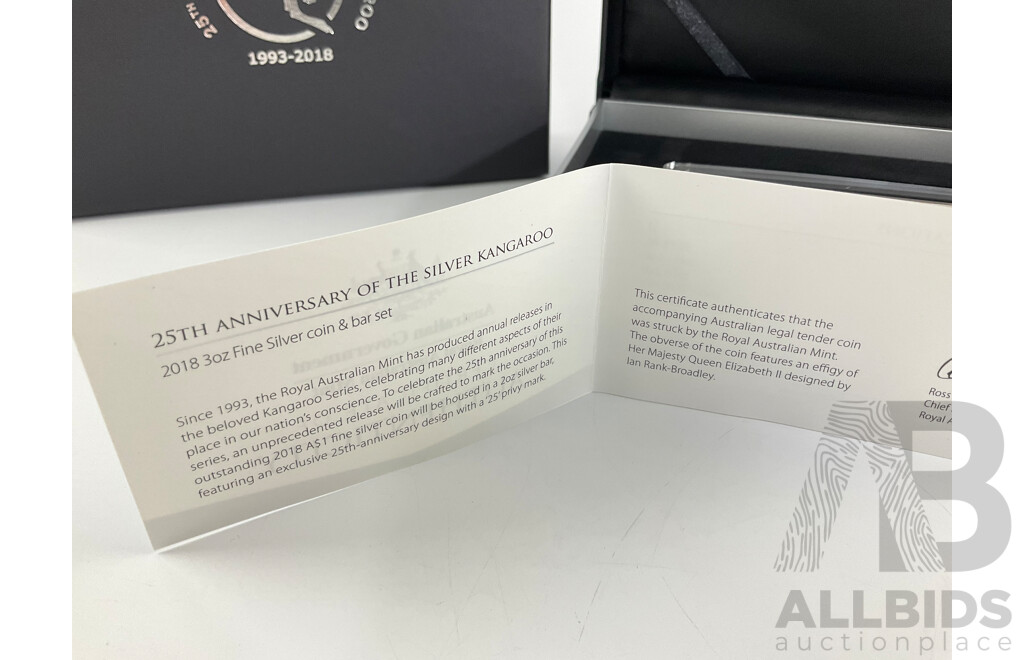 25TH
ROO
1993-2018
25TH ANNIVERSARY OF THE SILVER KANGAROO
2018 3oz Fine Silver coin & bar set
Since 1993, the Royal Australian Mint has produced annual releases in
the beloved Kangaroo Series, celebrating many different aspects of their
place in our nation's conscience. To celebrate the 25th anniversary of this
series, an unprecedented release will be crafted to mark the occasion. This
outstanding 2018 A$1 fine silver coin will be housed in a 2oz silver bar,
featuring an exclusive 25th-anniversary design with a '25' privy mark.
This certificate authenticates that the
accompanying Australian legal tender coin
was struck by the Royal Australian Mint.
The obverse of the coin features an effigy of
Her Majesty Queen Elizabeth II designed by
Ian Rank-Broadley.
Ross
Chief
Royal A
AB
ALLBIDS
auctionplace